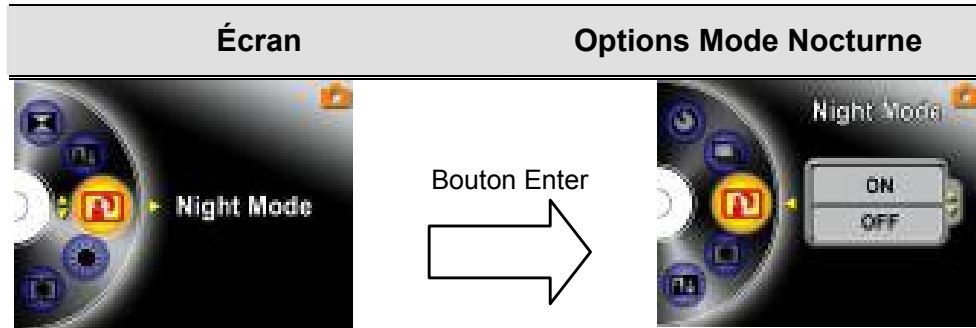 Écran Options Mode Nocturne
Night Mode
Bouton Enter
Night Mode
ON
OFF